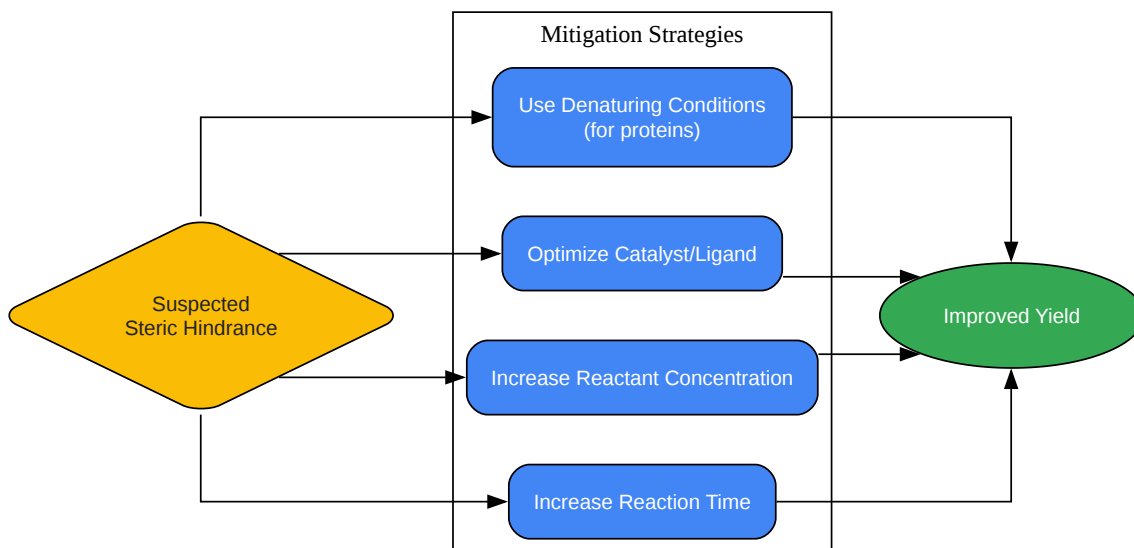 Mitigation Strategies
Use Denaturing Conditions
(for proteins)
Optimize Catalyst/Ligand
Suspected
Steric Hindrance
Improved Yield
Increase Reactant Concentration
Increase Reaction Time